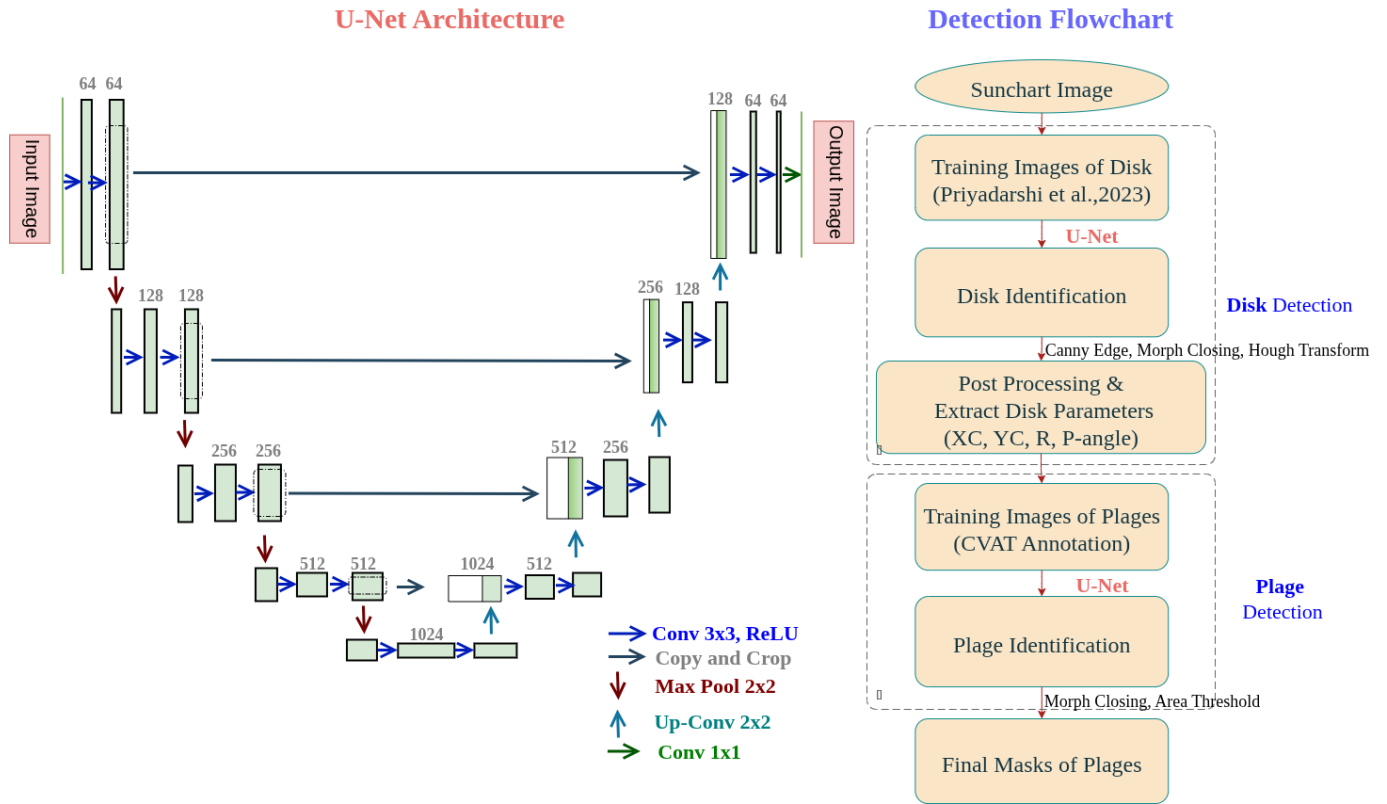 U-Net Architecture
64 64
Input Image
128 64 64
Output Image
128 128
256 128
256 256
512 256
512 512
1024 512
1024
Conv 3x3, ReLU
Copy and Crop
Max Pool 2x2
Up-Conv 2x2
Conv 1x1
Detection Flowchart
Sunchart Image
Training Images of Disk
(Priyadarshi et al.,2023)
U-Net
Disk Identification
Disk Detection
Canny Edge, Morph Closing, Hough Transform
Post Processing &
Extract Disk Parameters
(XC, YC, R, P-angle)
Training Images of Plages
(CVAT Annotation)
U-Net
Plage
Detection
Plage Identification
Morph Closing, Area Threshold
Final Masks of Plages